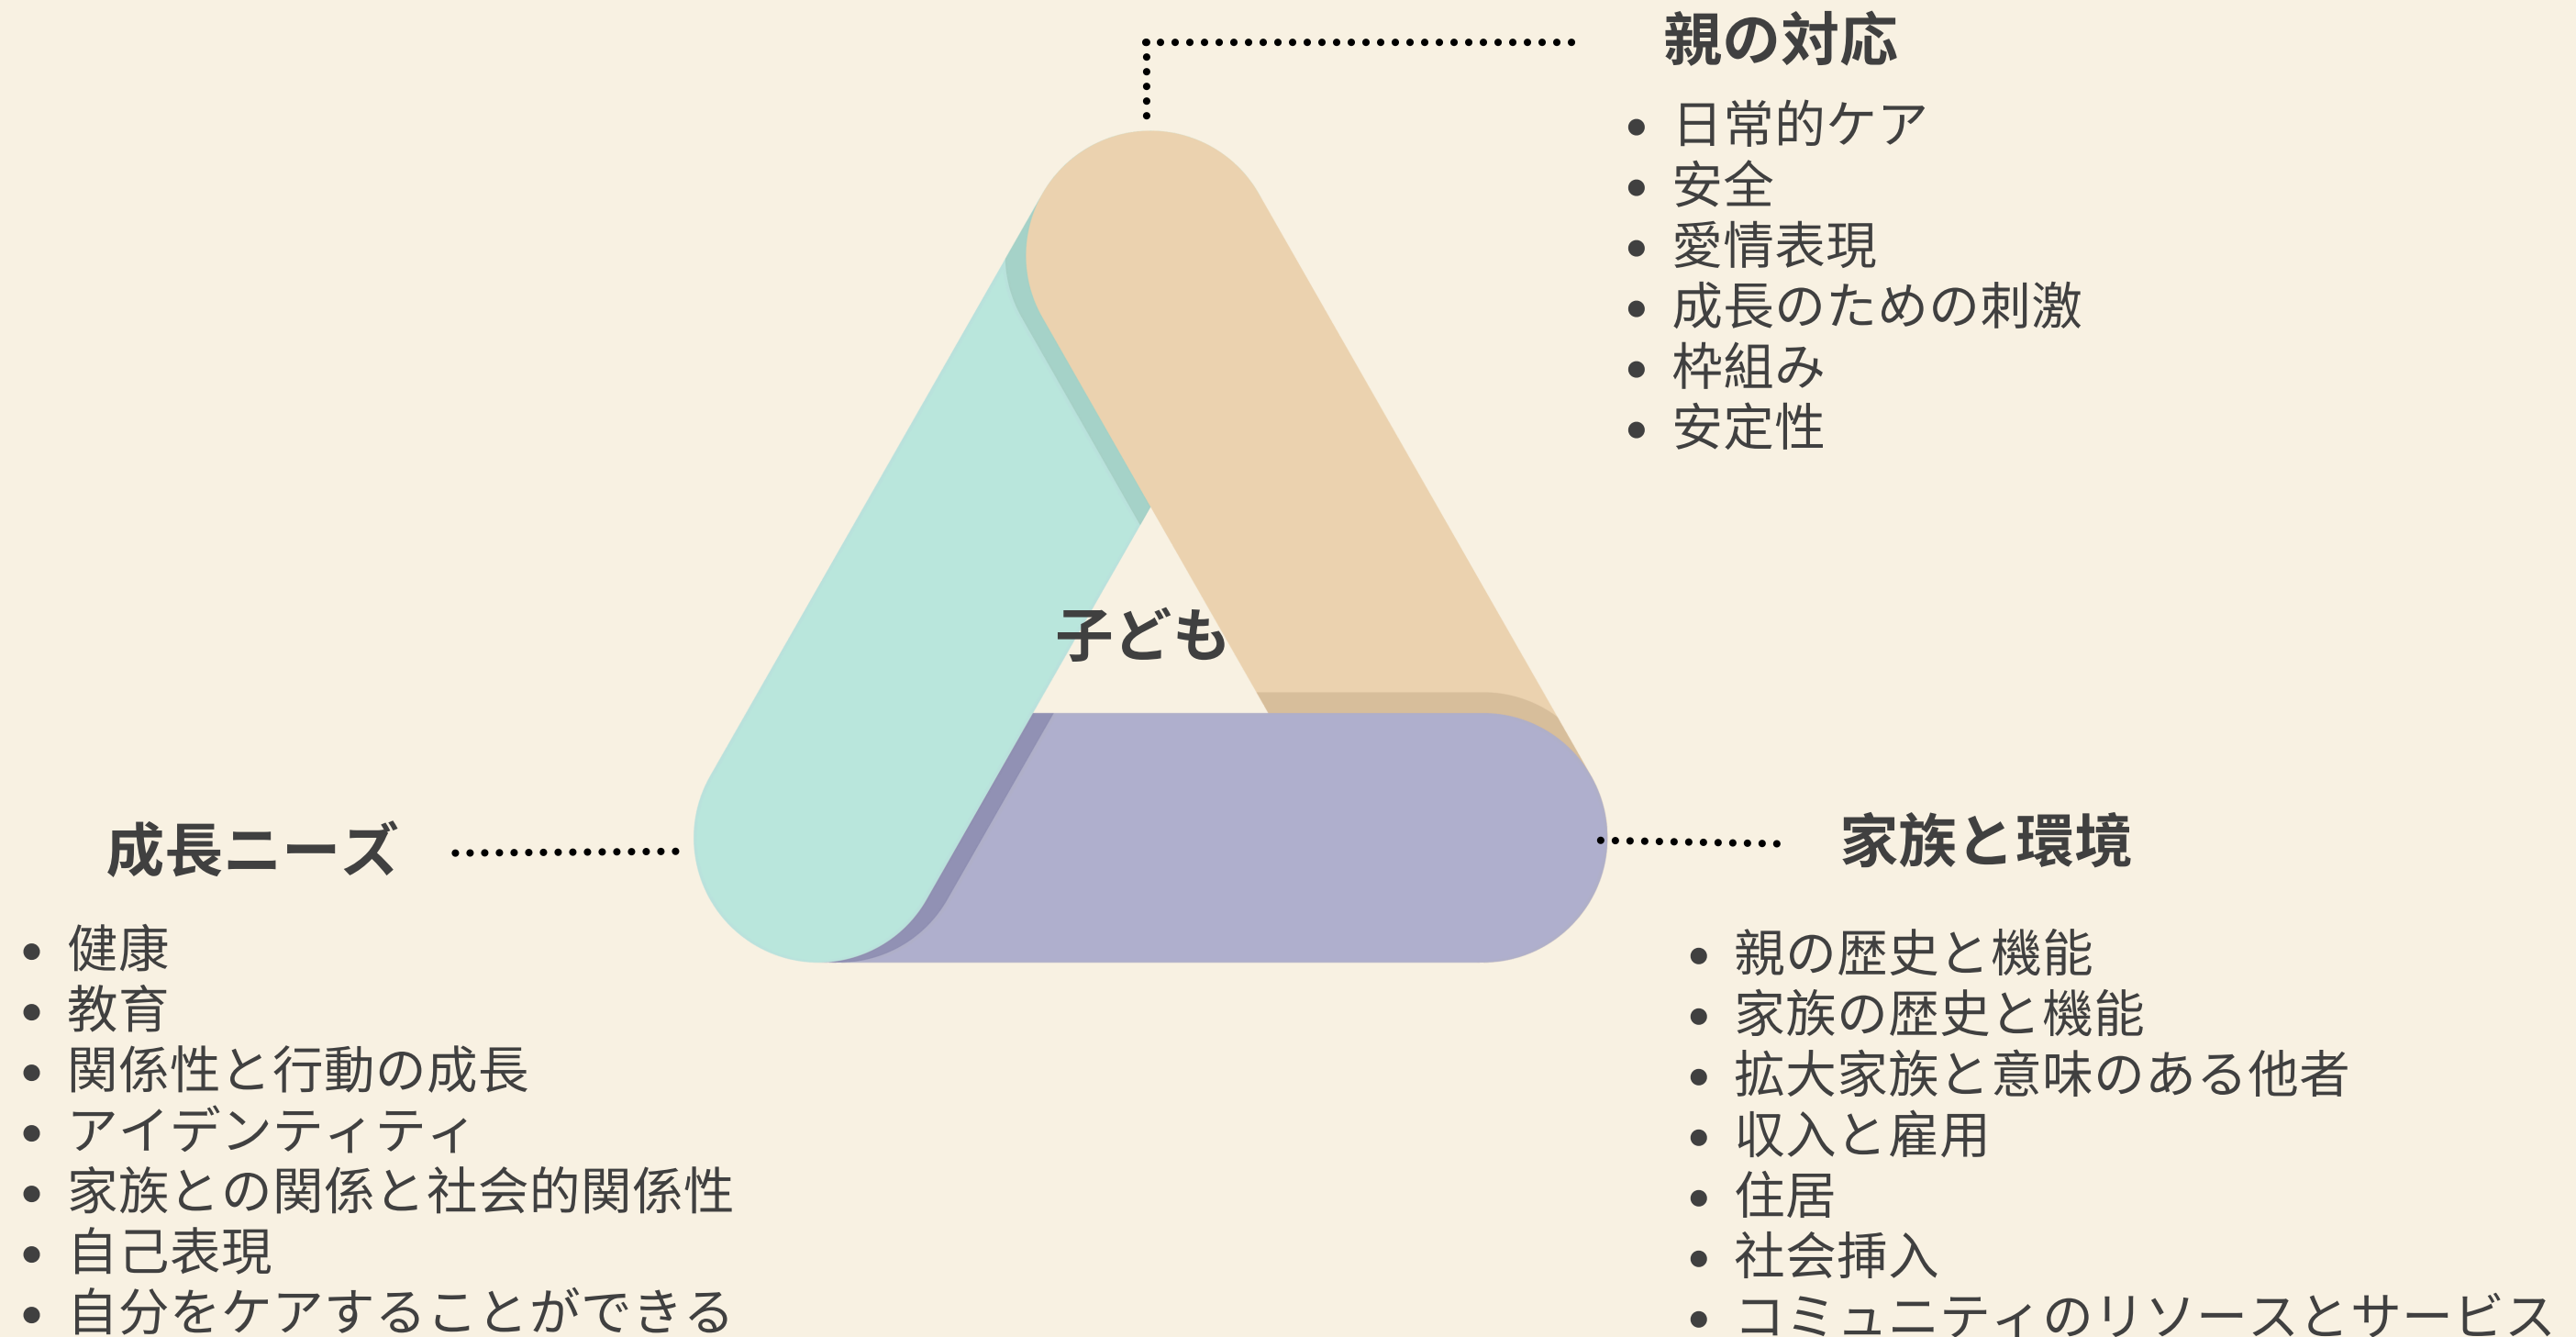 親の対応
• 日常的ケア
• 安全
• 愛情表現
• 成長のための刺激
• 枠組み
• 安定性
子ども
成長ニーズ
• 健康
• 教育
• 関係性と行動の成長
• アイデンティティ
• 家族との関係と社会的関係性
• 自己表現
• 自分をケアすることができる
家族と環境
• 親の歴史と機能
• 家族の歴史と機能
• 拡大家族と意味のある他者
• 収入と雇用
• 住居
• 社会挿入
• コミュニティのリソースとサービス